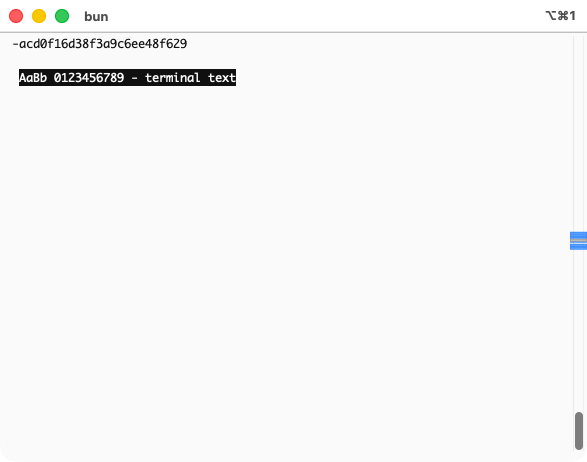 bun
⌥⌘1
-acd0f16d38f3a9c6ee48f629
AaBb 0123456789 - terminal text